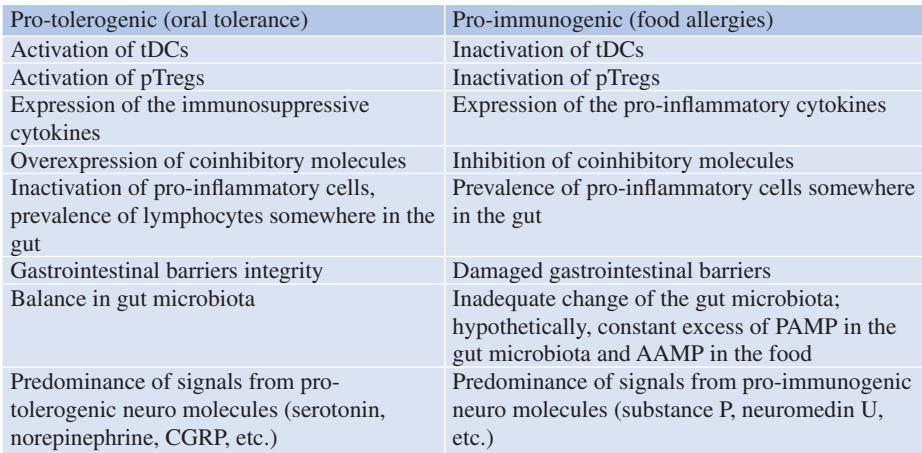 Pro-tolerogenic (oral tolerance)
Pro-immunogenic (food allergies)
Activation of tDCs
Inactivation of tDCs
Activation of pTregs
Inactivation of pTregs
Expression of the immunosuppressive
cytokines
Expression of the pro-inflammatory cytokines
Overexpression of coinhibitory molecules
Inhibition of coinhibitory molecules
Inactivation of pro-inflammatory cells,
prevalence of lymphocytes somewhere in the
gut
Prevalence of pro-inflammatory cells somewhere
in the gut
Gastrointestinal barriers integrity
Damaged gastrointestinal barriers
Balance in gut microbiota
Inadequate change of the gut microbiota;
hypothetically, constant excess of PAMP in the
gut microbiota and AAMP in the food
Predominance of signals from pro-
tolerogenic neuro molecules (serotonin,
norepinephrine, CGRP, etc.)
Predominance of signals from pro-immunogenic
neuro molecules (substance P, neuromedin U,
etc.)